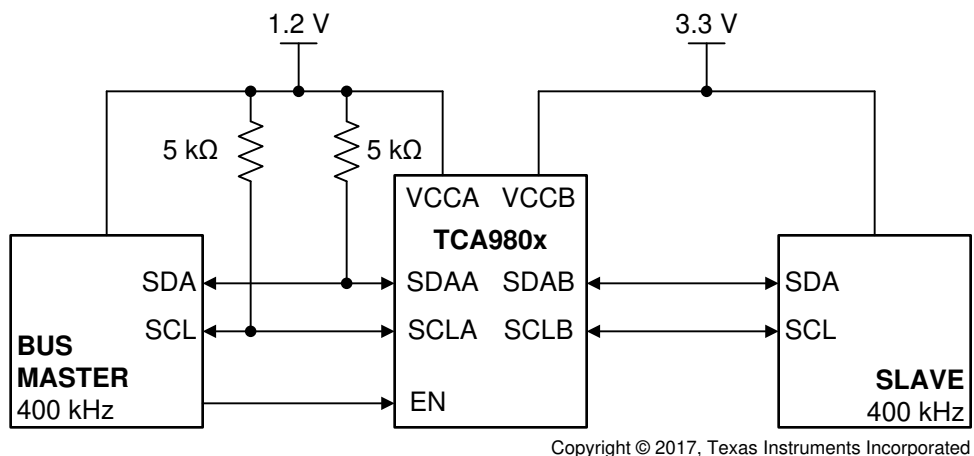 1.2 V
3.3 V
5 kΩ
5 kΩ
VCCA VCCB
TCA980x
SDA
SDAA SDAB
SDA
SCL
SCLA SCLB
SCL
BUS
MASTER
400 kHz
EN
SLAVE
400 kHz
Copyright © 2017, Texas Instruments Incorporated